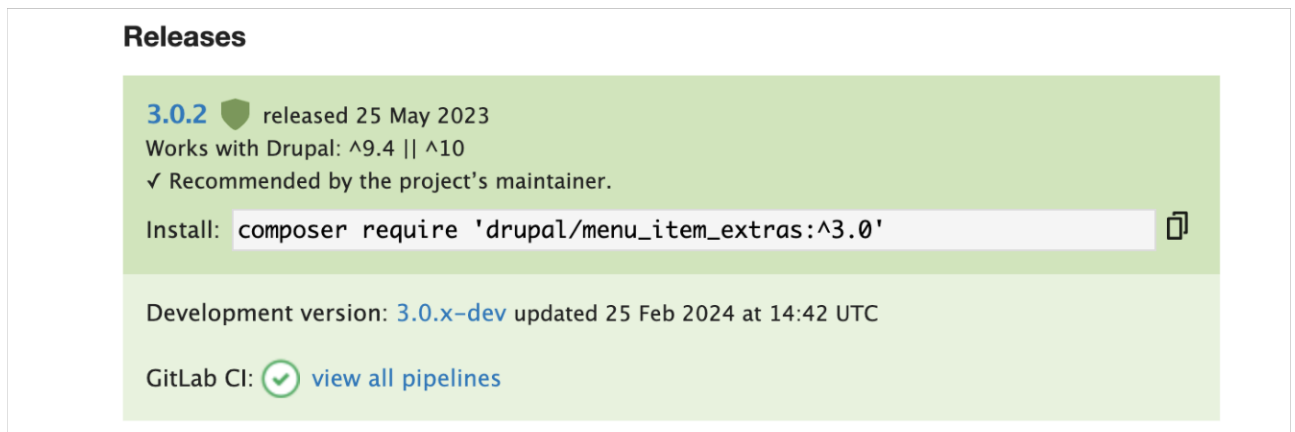 Releases
3.0.2 released 25 May 2023
Works with Drupal: ^9.4 || ^10
✓ Recommended by the project’s maintainer.
Install: composer require 'drupal/menu_item_extras:^3.0'
Development version: 3.0.x-dev updated 25 Feb 2024 at 14:42 UTC
GitLab CI: view all pipelines